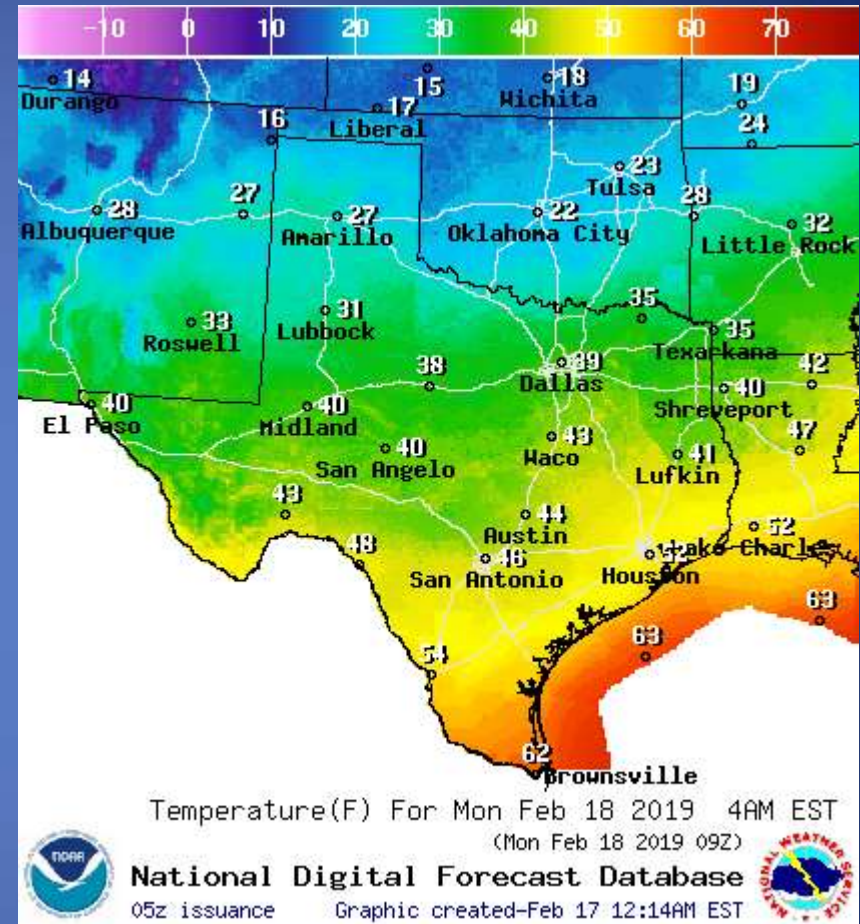 -10 0 10 20 30 40 50 60 70
14 15 18 19
Durango Wichita
17
Liberal
16 24
23
Tulsa
28 27 27 22 28 32
Albuquerque Amarillo Oklahoma City Little Rock
33 31 35 35
Roswell Lubbock Texarkana
38 39 42
Dallas
40 40 40
El Paso Midland Shreveport
40 43 41 47
San Angelo Waco Lufkin
43 44 52
Austin Lake Charles
48 46 52
San Antonio Houston
63
63
54
62
Brownsville
Temperature(F) For Mon Feb 18 2019 4AM EST
(Mon Feb 18 2019 09Z)
NOAA
NATIONAL WEATHER SERVICE
National Digital Forecast Database
05z issuance Graphic created-Feb 17 12:14AM EST